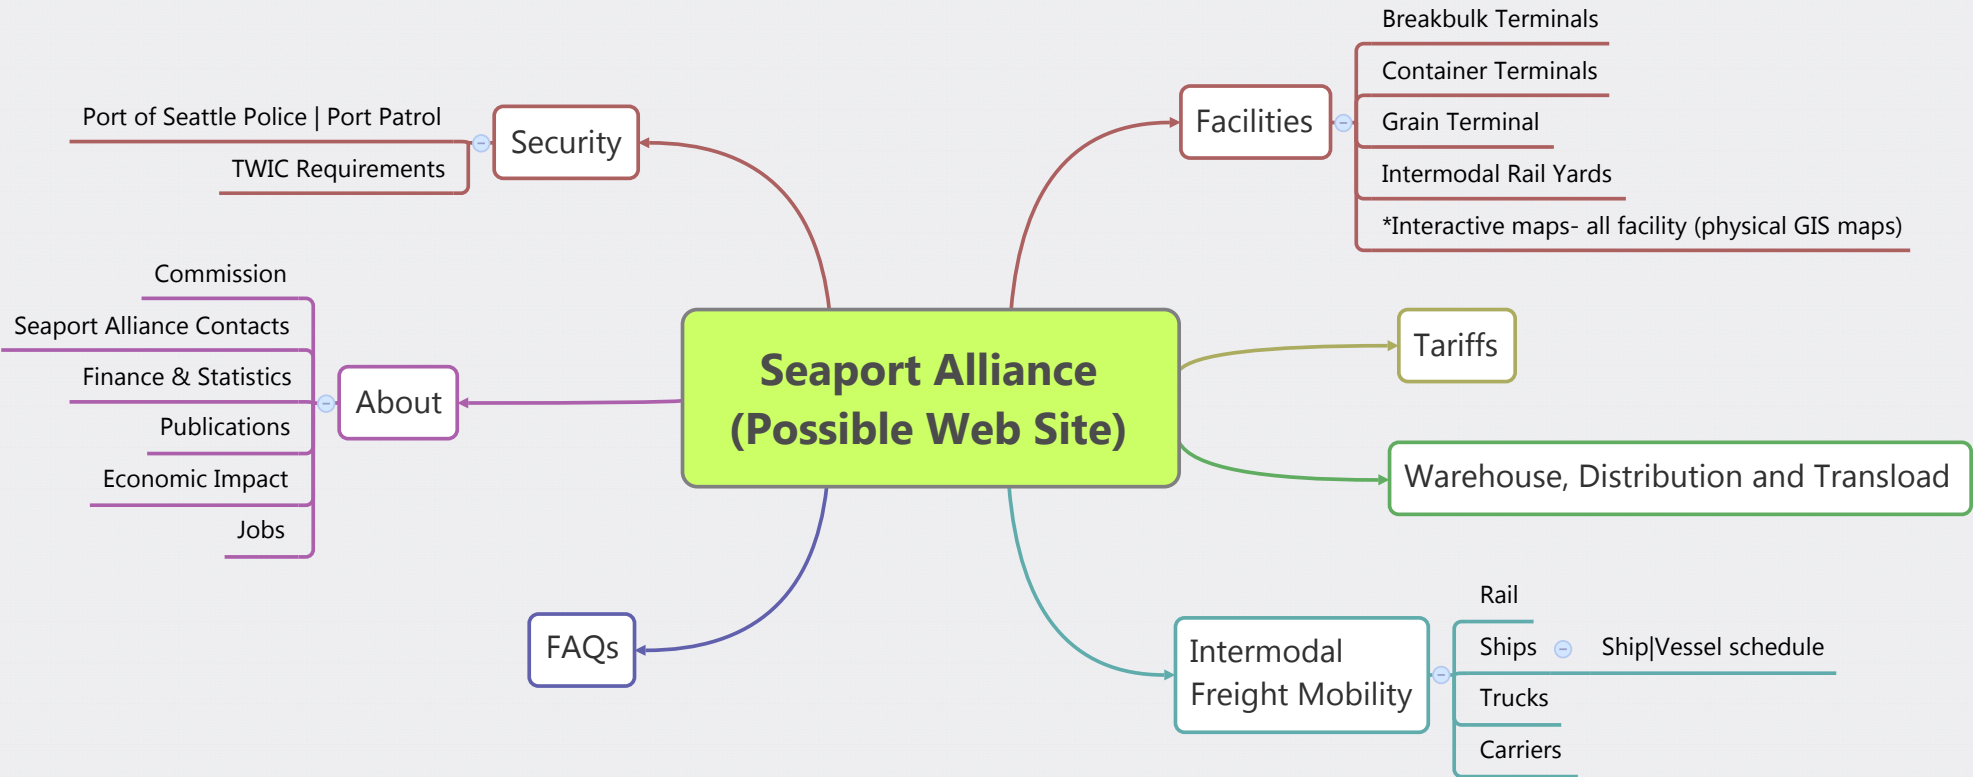 Seaport Alliance
(Possible Web Site)
Facilities
Breakbulk Terminals
Container Terminals
Grain Terminal
Intermodal Rail Yards
*Interactive maps- all facility (physical GIS maps)
Tariffs
Warehouse, Distribution and Transload
Intermodal
Freight Mobility
Rail
Ships
Ship|Vessel schedule
Trucks
Carriers
Security
Port of Seattle Police | Port Patrol
TWIC Requirements
About
Commission
Seaport Alliance Contacts
Finance & Statistics
Publications
Economic Impact
Jobs
FAQs